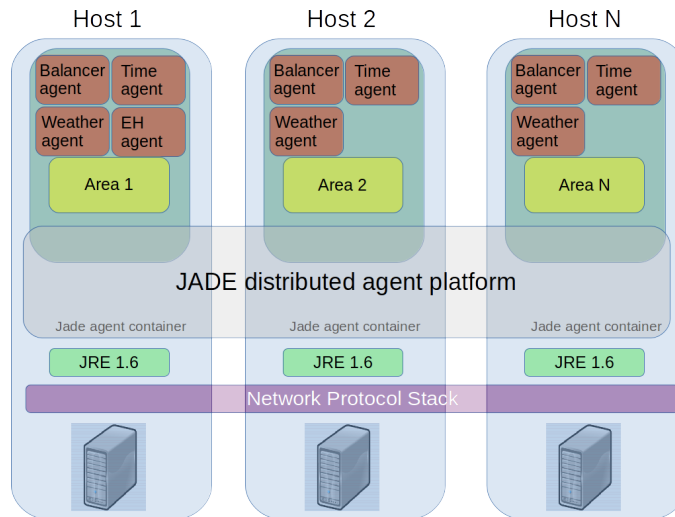 Host 1
Host 2
Host N
Balancer
agent
Time
agent
Weather
agent
EH
agent
Area 1
Balancer
agent
Time
agent
Weather
agent
Area 2
Balancer
agent
Time
agent
Weather
agent
Area N
JADE distributed agent platform
Jade agent container
Jade agent container
Jade agent container
JRE 1.6
JRE 1.6
JRE 1.6
Network Protocol Stack